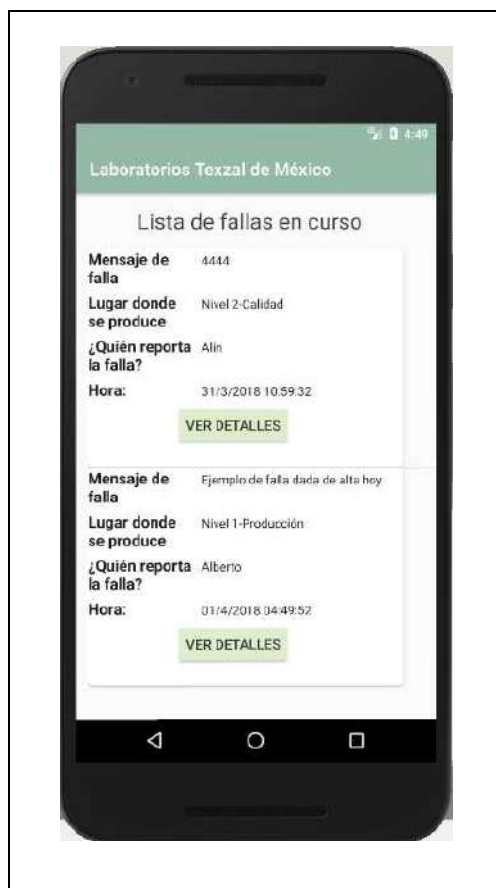 4:49
Laboratorios Texzal de México
Lista de fallas en curso
Mensaje de falla 4444
Lugar donde se produce Nivel 2-Calidad
¿Quién reporta la falla? Alin
Hora: 31/3/2018 10:59:32
VER DETALLES
Mensaje de falla Ejemplo de falla dada de alta hoy
Lugar donde se produce Nivel 1-Producción
¿Quién reporta la falla? Alberto
Hora: 01/4/2018 04:49:52
VER DETALLES